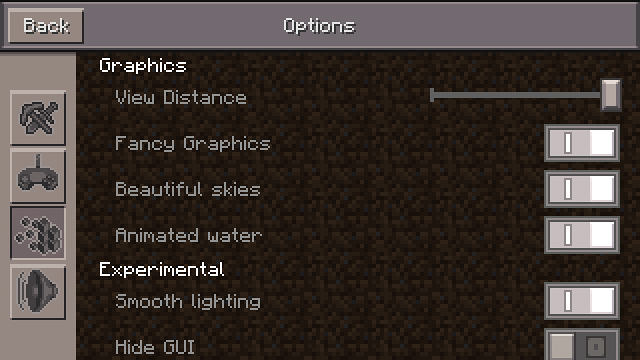 Back
Options
Graphics
View Distance
Fancy Graphics
Beautiful skies
Animated water
Experimental
Smooth lighting
Hide GUI